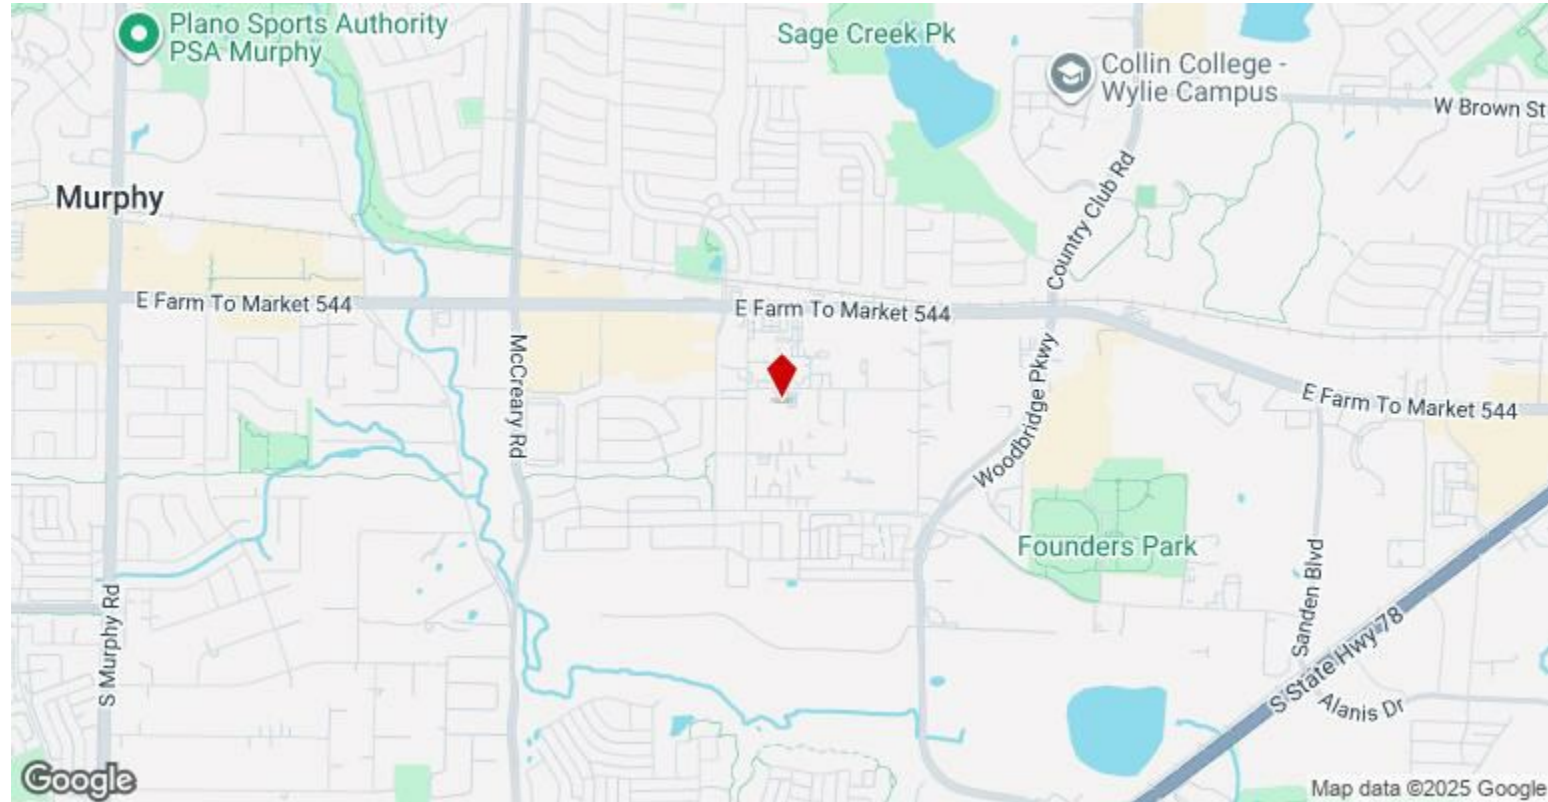 Plano Sports Authority
PSA Murphy
Sage Creek Pk
Collin College -
Wylie Campus
W Brown St
Murphy
Country Club Rd
E Farm To Market 544
E Farm To Market 544
McCreary Rd
Woodbridge Pkwy
E Farm To Market 544
Founders Park
S Murphy Rd
Sanden Blvd
S State Hwy 78
Alanis Dr
Google
Map data ©2025 Google